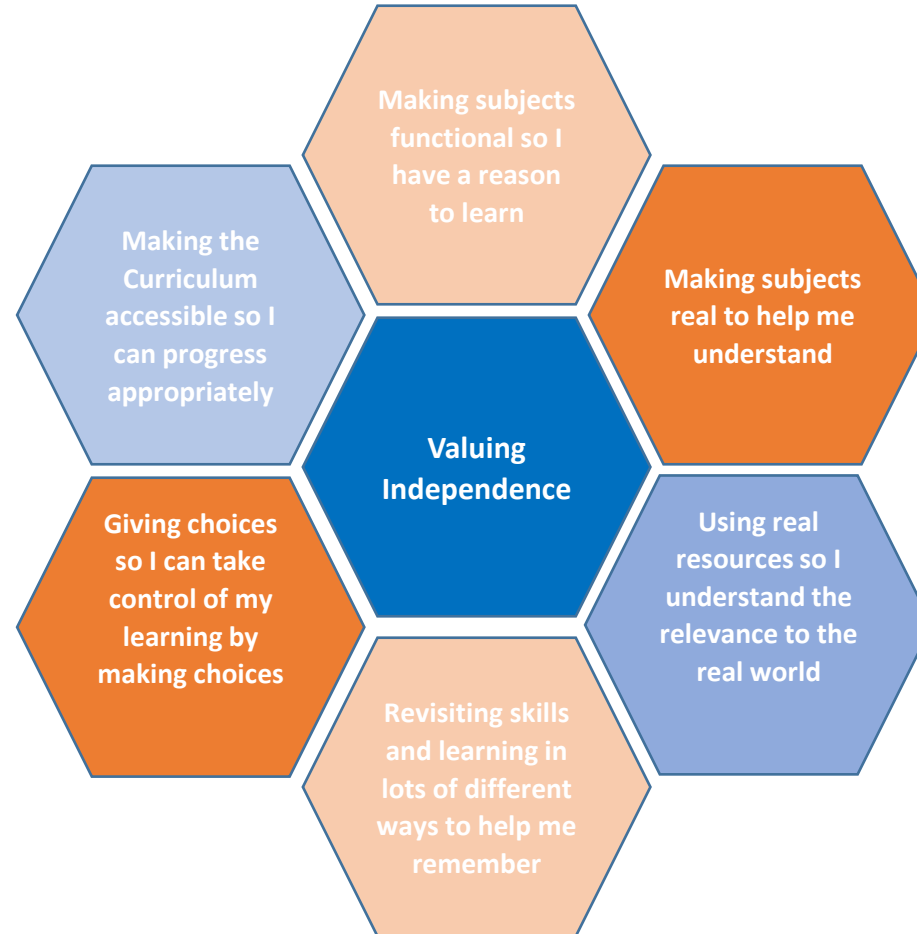 Making subjects
functional so I
have a reason
to learn
Making the
Curriculum
accessible so I
can progress
appropriately
Making subjects
real to help me
understand
Valuing
Independence
Giving choices
so I can take
control of my
learning by
making choices
Using real
resources so I
understand the
relevance to the
real world
Revisiting skills
and learning in
lots of different
ways to help me
remember